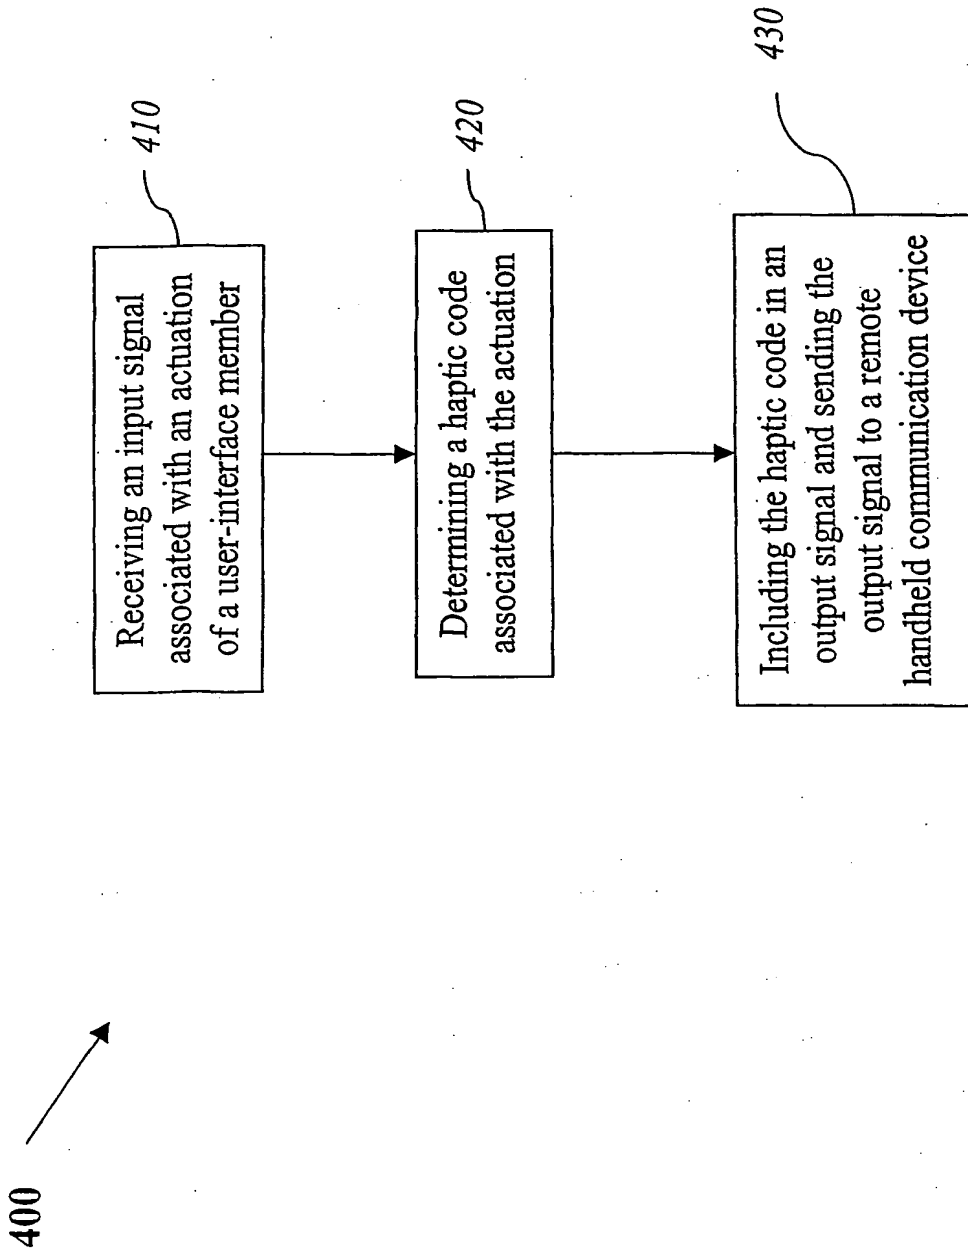 400
Receiving an input signal
associated with an actuation
of a user-interface member
410
Determining a haptic code
associated with the actuation
420
Including the haptic code in an
output signal and sending the
output signal to a remote
handheld communication device
430